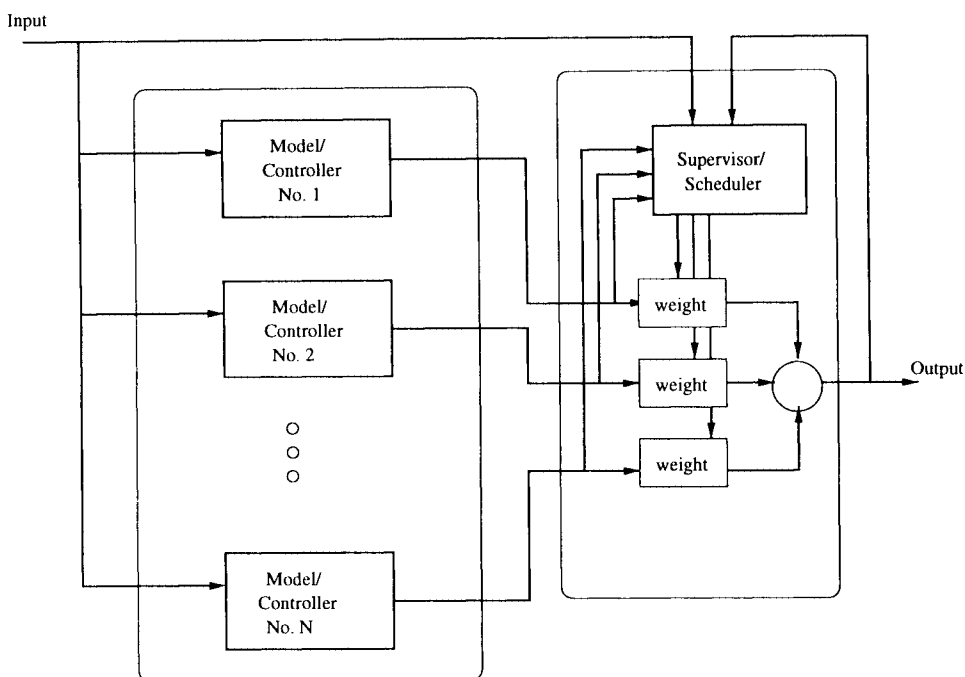 Input
Model/
Controller
No. 1
Supervisor/
Scheduler
Model/
Controller
No. 2
weight
weight
Output
weight
Model/
Controller
No. N